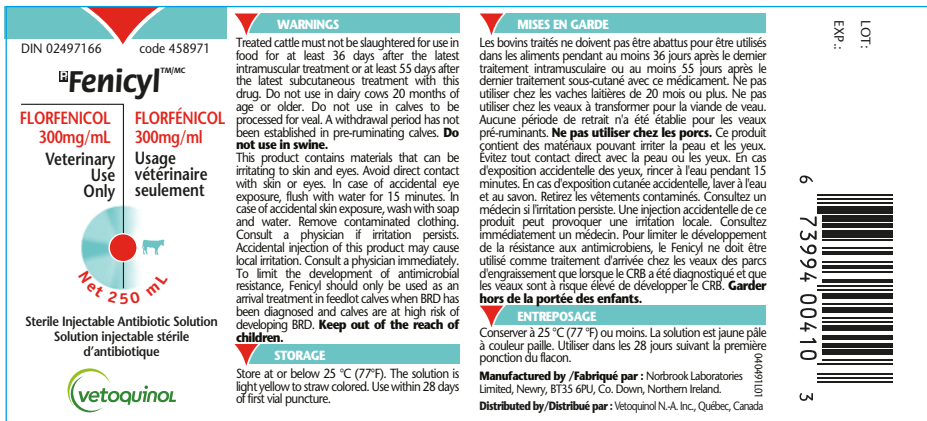 DIN 02497166 code 458971
Pr Fenicyl TM/MC
FLORFENICOL
300mg/mL
Veterinary
Use
Only
FLORFÉNICOL
300mg/ml
Usage
vétérinaire
seulement
Net 250 mL
Sterile Injectable Antibiotic Solution
Solution injectable stérile
d'antibiotique
vetoquinol
WARNINGS
Treated cattle must not be slaughtered for use in
food for at least 36 days after the latest
intramuscular treatment or at least 55 days after
the latest subcutaneous treatment with this
drug. Do not use in dairy cows 20 months of
age or older. Do not use in calves to be
processed for veal. A withdrawal period has not
been established in pre-ruminating calves. Do
not use in swine.
This product contains materials that can be
irritating to skin and eyes. Avoid direct contact
with skin or eyes. In case of accidental eye
exposure, flush with water for 15 minutes. In
case of accidental skin exposure, wash with soap
and water. Remove contaminated clothing.
Consult a physician if irritation persists.
Accidental injection of this product may cause
local irritation. Consult a physician immediately.
To limit the development of antimicrobial
resistance, Fenicyl should only be used as an
arrival treatment in feedlot calves when BRD has
been diagnosed and calves are at high risk of
developing BRD. Keep out of the reach of
children.
STORAGE
Store at or below 25 °C (77°F). The solution is
light yellow to straw colored. Use within 28 days
of first vial puncture.
MISES EN GARDE
Les bovins traités ne doivent pas être abattus pour être utilisés
dans les aliments pendant au moins 36 jours après le dernier
traitement intramusculaire ou au moins 55 jours après le
dernier traitement sous-cutané avec ce médicament. Ne pas
utiliser chez les vaches laitières de 20 mois ou plus. Ne pas
utiliser chez les veaux à transformer pour la viande de veau.
Aucune période de retrait n'a été établie pour les veaux
pré-ruminants. Ne pas utiliser chez les porcs. Ce produit
contient des matériaux pouvant irriter la peau et les yeux.
Évitez tout contact direct avec la peau ou les yeux. En cas
d'exposition accidentelle des yeux, rincer à l'eau pendant 15
minutes. En cas d'exposition cutanée accidentelle, laver à l'eau
et au savon. Retirez les vêtements contaminés. Consultez un
médecin si l'irritation persiste. Une injection accidentelle de ce
produit peut provoquer une irritation locale. Consultez
immédiatement un médecin. Pour limiter le développement
de la résistance aux antimicrobiens, le Fenicyl ne doit être
utilisé comme traitement d'arrivée chez les veaux des parcs
d'engraissement que lorsque le CRB a été diagnostiqué et que
les veaux sont à risque élevé de développer le CRB. Garder
hors de la portée des enfants.
ENTREPOSAGE
Conserver à 25 °C (77 °F) ou moins. La solution est jaune pâle
à couleur paille. Utiliser dans les 28 jours suivant la première
ponction du flacon.
Manufactured by /Fabriqué par : Norbrook Laboratories
Limited, Newry, BT35 6PU, Co. Down, Northern Ireland.
Distributed by/Distribué par : Vetoquinol N.-A. Inc., Québec, Canada
040491L01
LOT:
EXP.:
6 73994 00410 3